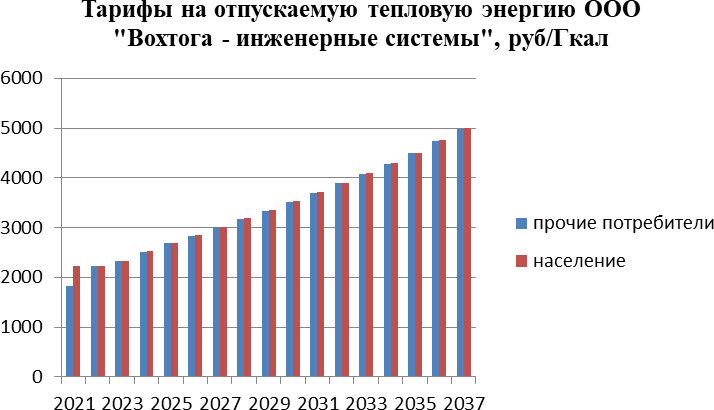 Тарифы на отпускаемую тепловую энергию ООО
"Вохтога - инженерные системы", руб/Гкал
6000
5000
4000
3000
2000
1000
0
2021 2023 2025 2027 2029 2031 2033 2035 2037
прочие потребители
население